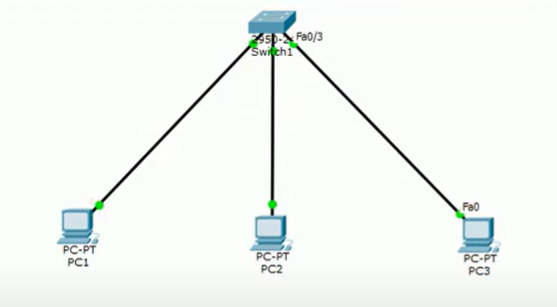 Fa0/3
2950-24
Switch1
Fa0
PC-PT
PC1
PC-PT
PC2
PC-PT
PC3